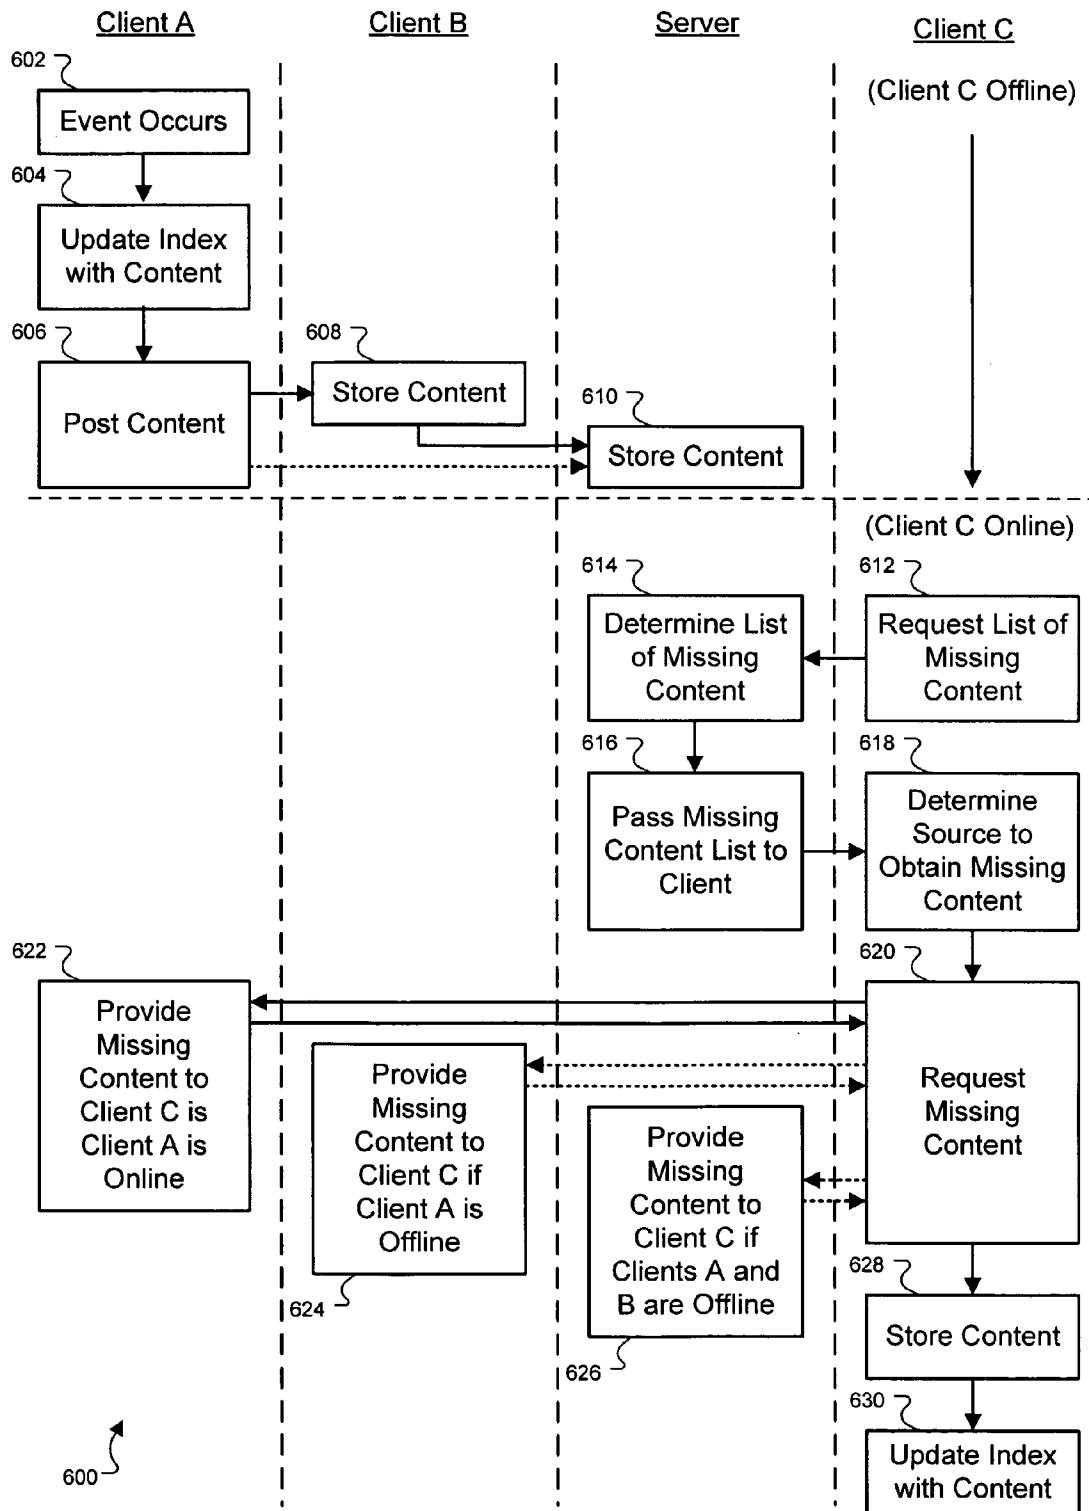 Client A
Client B
Server
Client C
602
Event Occurs
(Client C Offline)
604
Update Index
with Content
606
Post Content
608
Store Content
610
Store Content
(Client C Online)
614
Determine List
of Missing
Content
612
Request List of
Missing
Content
616
Pass Missing
Content List to
Client
618
Determine
Source to
Obtain Missing
Content
622
Provide
Missing
Content to
Client C is
Client A is
Online
620
Request
Missing
Content
Provide
Missing
Content to
Client C if
Client A is
Offline
624
Provide
Missing
Content to
Client C if
Clients A and
B are Offline
626
628
Store Content
630
Update Index
with Content
600